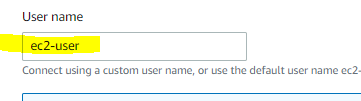 User name
ec2-user
Connect using a custom user name, or use the default user name ec2-